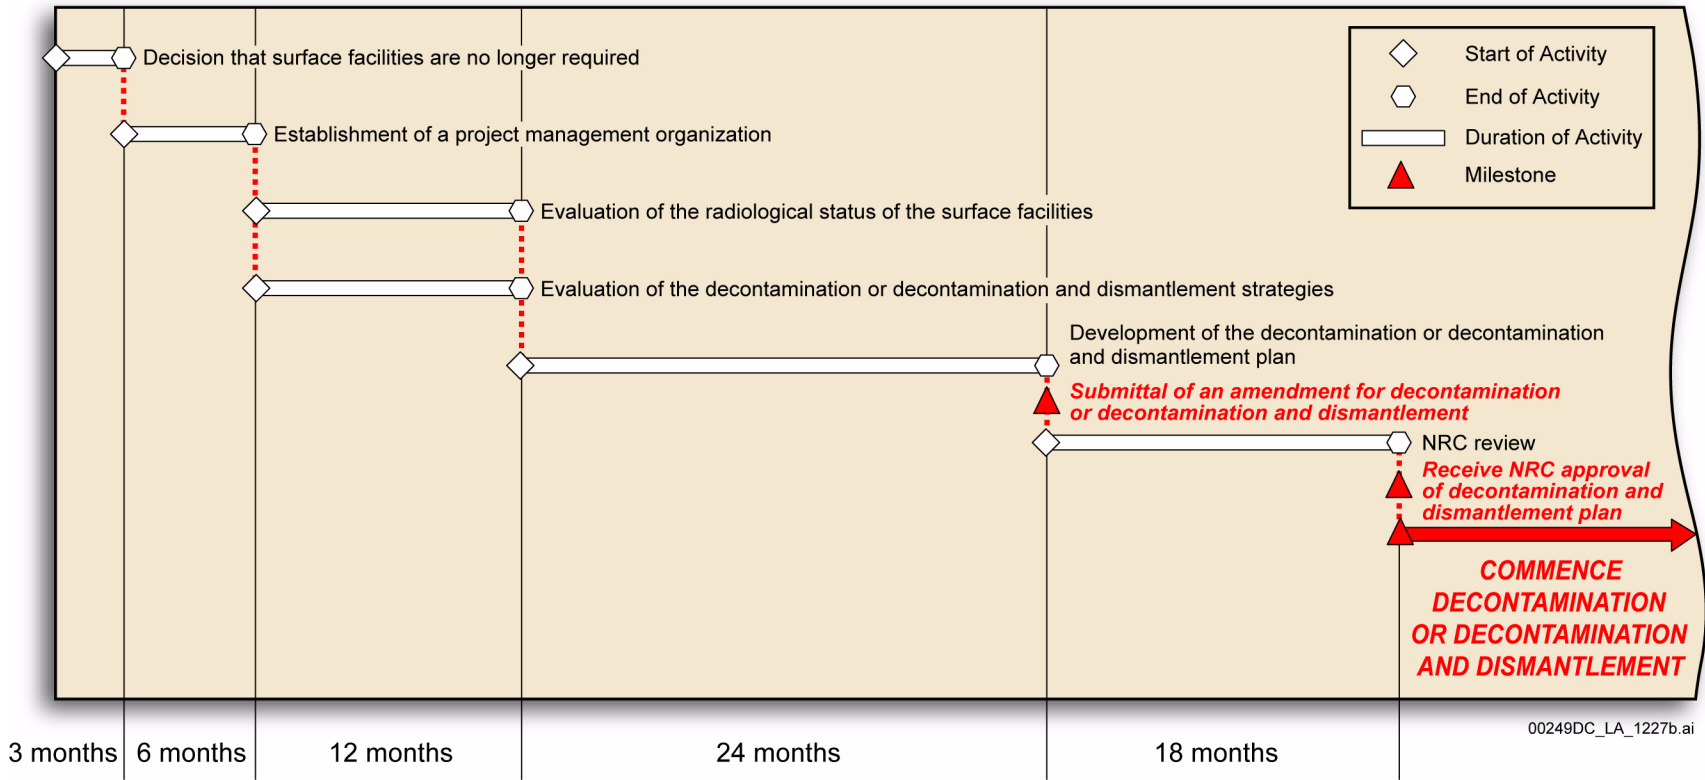 Decision that surface facilities are no longer required
Establishment of a project management organization
Evaluation of the radiological status of the surface facilities
Evaluation of the decontamination or decontamination and dismantlement strategies
Development of the decontamination or decontamination
and dismantlement plan
Submittal of an amendment for decontamination
or decontamination and dismantlement
NRC review
Receive NRC approval
of decontamination and
dismantlement plan
COMMENCE
DECONTAMINATION
OR DECONTAMINATION
AND DISMANTLEMENT
Start of Activity
End of Activity
Duration of Activity
Milestone
00249DC_LA_1227b.ai
3 months
6 months
12 months
24 months
18 months